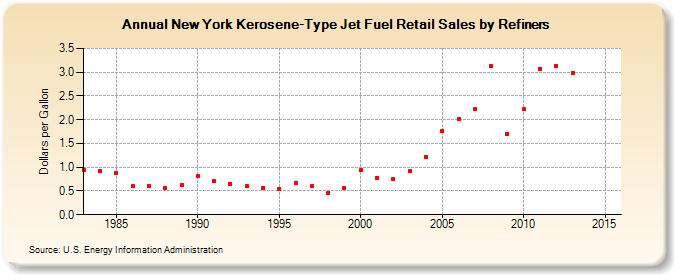 Annual New York Kerosene-Type Jet Fuel Retail Sales by Refiners
Dollars per Gallon
3.5
3.0
2.5
2.0
1.5
1.0
0.5
0.0
1985 1990 1995 2000 2005 2010 2015
Source: U.S. Energy Information Administration